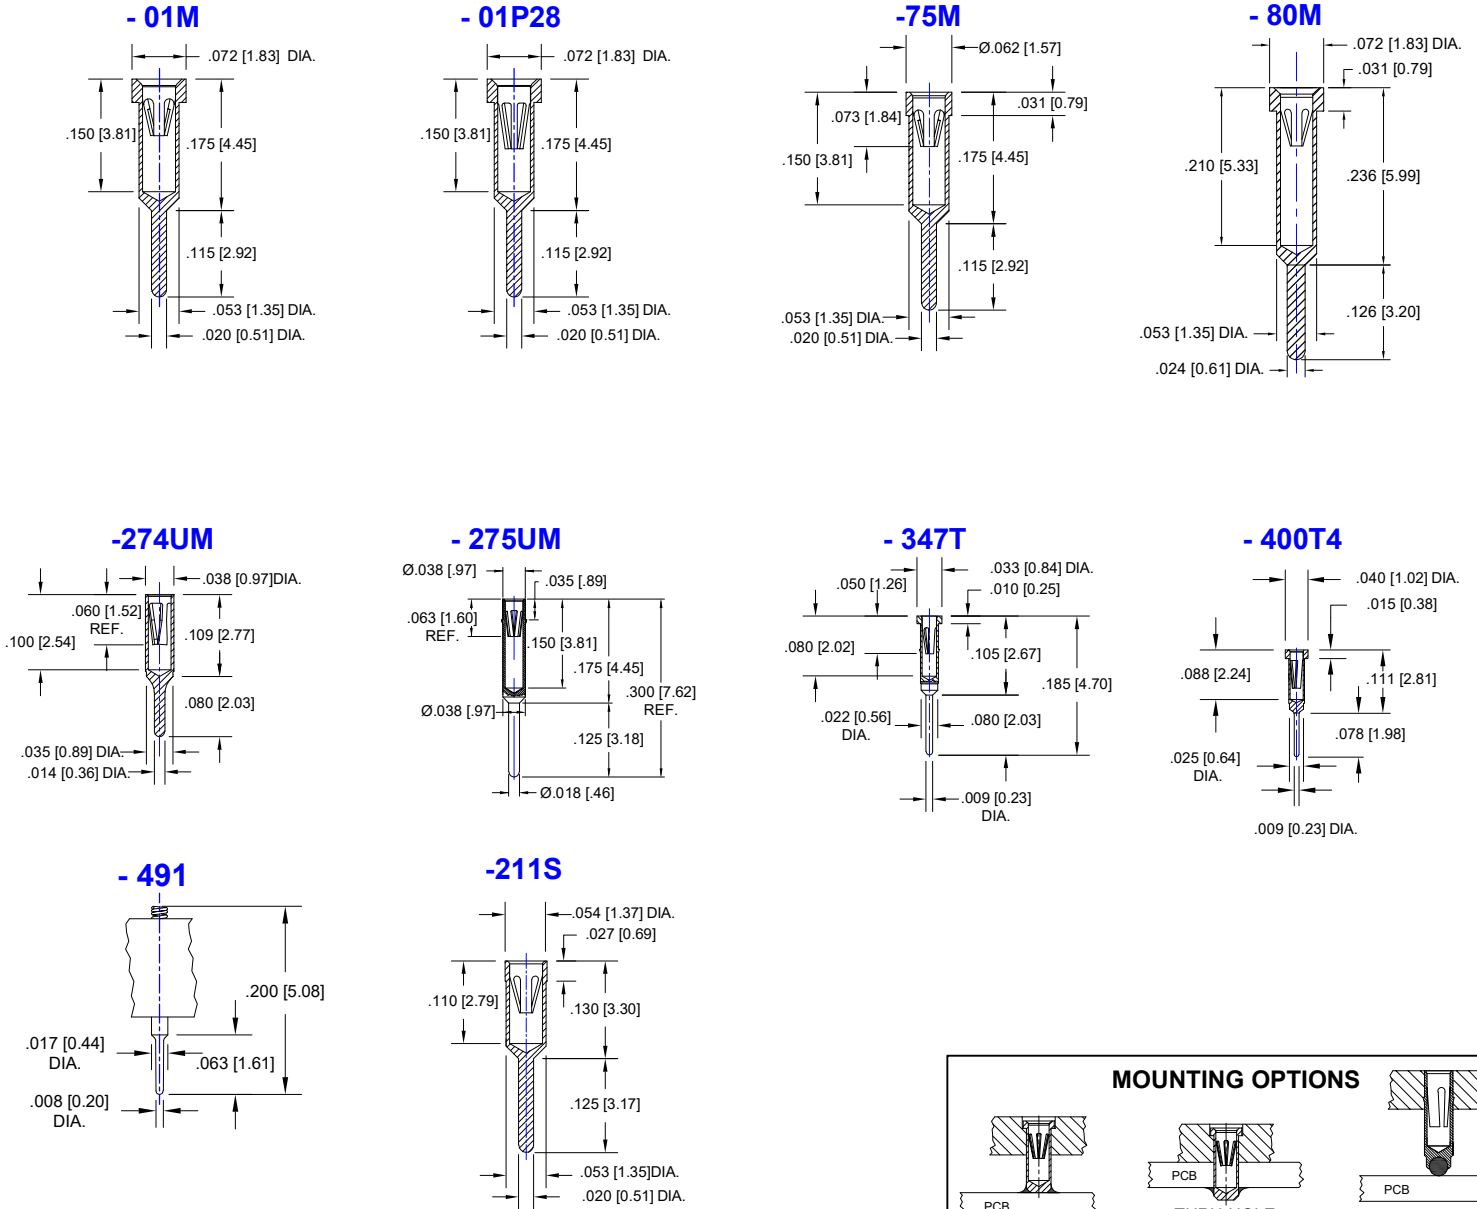 - 01M
.072 [1.83] DIA.
.150 [3.81]
.175 [4.45]
.115 [2.92]
.053 [1.35] DIA.
.020 [0.51] DIA.
- 01P28
.072 [1.83] DIA.
.150 [3.81]
.175 [4.45]
.115 [2.92]
.053 [1.35] DIA.
.020 [0.51] DIA.
-75M
Ø.062 [1.57]
.031 [0.79]
.073 [1.84]
.150 [3.81]
.175 [4.45]
.115 [2.92]
.053 [1.35] DIA.
.020 [0.51] DIA.
- 80M
.072 [1.83] DIA.
.031 [0.79]
.210 [5.33]
.236 [5.99]
.126 [3.20]
.053 [1.35] DIA.
.024 [0.61] DIA.
-274UM
.038 [0.97]DIA.
.060 [1.52]
REF.
.100 [2.54]
.109 [2.77]
.080 [2.03]
.035 [0.89] DIA.
.014 [0.36] DIA.
- 275UM
Ø.038 [.97]
.035 [.89]
.063 [1.60]
REF.
.150 [3.81]
.175 [4.45]
.300 [7.62]
REF.
Ø.038 [.97]
.125 [3.18]
Ø.018 [.46]
- 347T
.033 [0.84] DIA.
.050 [1.26]
.010 [0.25]
.080 [2.02]
.105 [2.67]
.185 [4.70]
.022 [0.56]
DIA.
.080 [2.03]
.009 [0.23]
DIA.
- 400T4
.040 [1.02] DIA.
.015 [0.38]
.088 [2.24]
.111 [2.81]
.078 [1.98]
.025 [0.64]
DIA.
.009 [0.23] DIA.
- 491
.200 [5.08]
.017 [0.44]
DIA.
.063 [1.61]
.008 [0.20]
DIA.
-211S
.054 [1.37] DIA.
.027 [0.69]
.110 [2.79]
.130 [3.30]
.125 [3.17]
.053 [1.35]DIA.
.020 [0.51] DIA.
MOUNTING OPTIONS
PCB
PCB
PCB